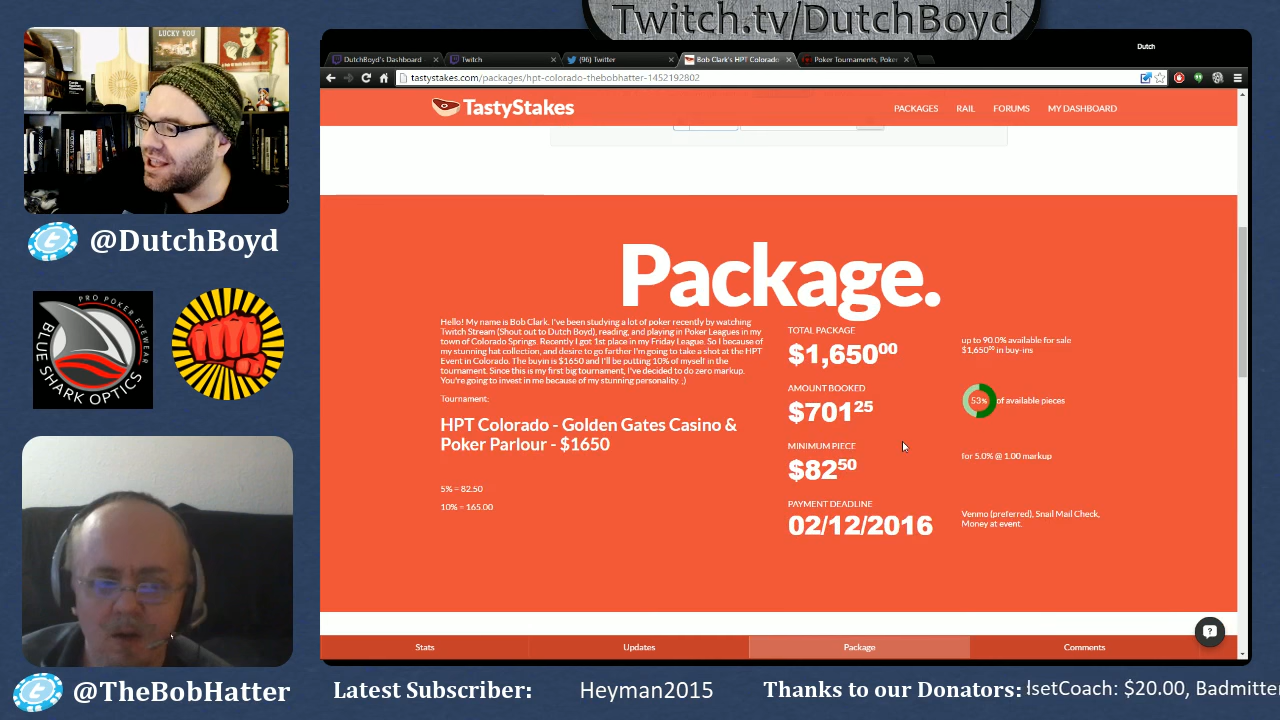 Twitch.tv/DutchBoyd
Dutch
DutchBoyd's Dashboard
Twitch
(96) Twitter
Bob Clark's HPT Colorado
Poker Tournaments, Poke
tastystakes.com/packages/hpt-colorado-thebobhatter-1452192802
TastyStakes
PACKAGES
RAIL
FORUMS
MY DASHBOARD
LUCKY YOU
@DutchBoyd
PRO POKER EYEWEAR
BLUE SHARK OPTICS
Package.
Hello! My name is Bob Clark. I've been studying a lot of poker recently by watching
Twitch Stream (Shout out to Dutch Boyd), reading, and playing in Poker Leagues in my
town of Colorado Springs. Recently I got 1st place in my Friday League. So I because of
my stunning hat collection, and desire to go farther I'm going to take a shot at the HPT
Event in Colorado. The buyin is $1650 and I'll be putting 10% of myself in the
tournament. Since this is my first big tournament, I've decided to do zero markup.
You're going to invest in me because of my stunning personality. ;)
Tournament:
HPT Colorado - Golden Gates Casino &
Poker Parlour - $1650
5% = 82.50
10% = 165.00
TOTAL PACKAGE
$1,65000
up to 90.0% available for sale
$1,65000 in buy-ins
AMOUNT BOOKED
$70125
53% of available pieces
MINIMUM PIECE
$8250
for 5.0% @ 1.00 markup
PAYMENT DEADLINE
02/12/2016
Venmo (preferred), Snail Mail Check,
Money at event.
Stats
Updates
Package
Comments
@TheBobHatter
Latest Subscriber:
Heyman2015
Thanks to our Donators:
lsetCoach: $20.00, Badmitter